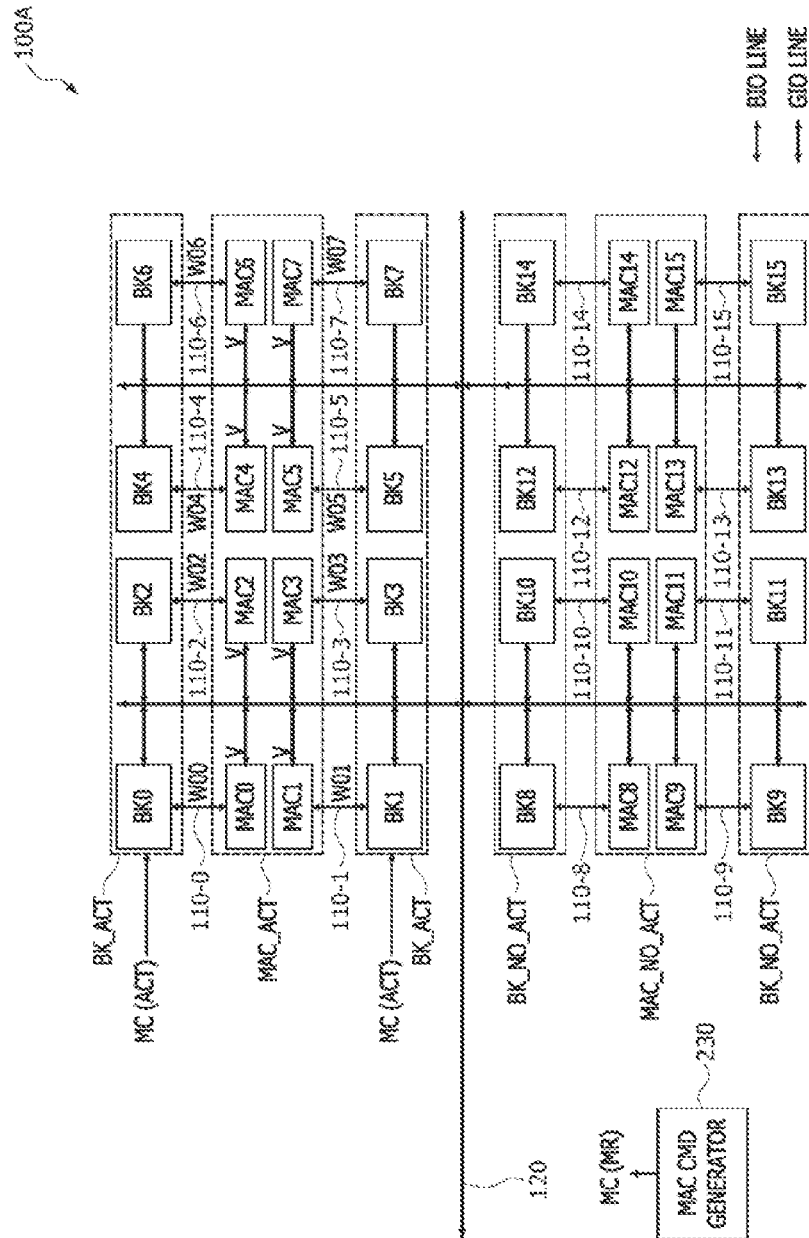 100A
BK0
BK2
BK4
BK6
BK_ACT
MC (ACT)
110-0
W00
110-2
W02
W04
110-4
110-6
W06
MAC0
MAC2
MAC4
MAC6
V
V
V
V
MAC1
MAC3
MAC5
MAC7
V
V
V
V
MAC_ACT
110-1
W01
110-3
W03
W05
110-5
110-7
W07
BK1
BK3
BK5
BK7
MC (ACT)
BK_ACT
120
BK8
BK10
BK12
BK14
BK_NO_ACT
110-8
110-10
110-12
110-14
MAC8
MAC10
MAC12
MAC14
MAC9
MAC11
MAC13
MAC15
MAC_NO_ACT
110-9
110-11
110-13
110-15
BK9
BK11
BK13
BK15
BK_NO_ACT
MC (MR)
MAC CMD
GENERATOR
230
BIO LINE
GIO LINE